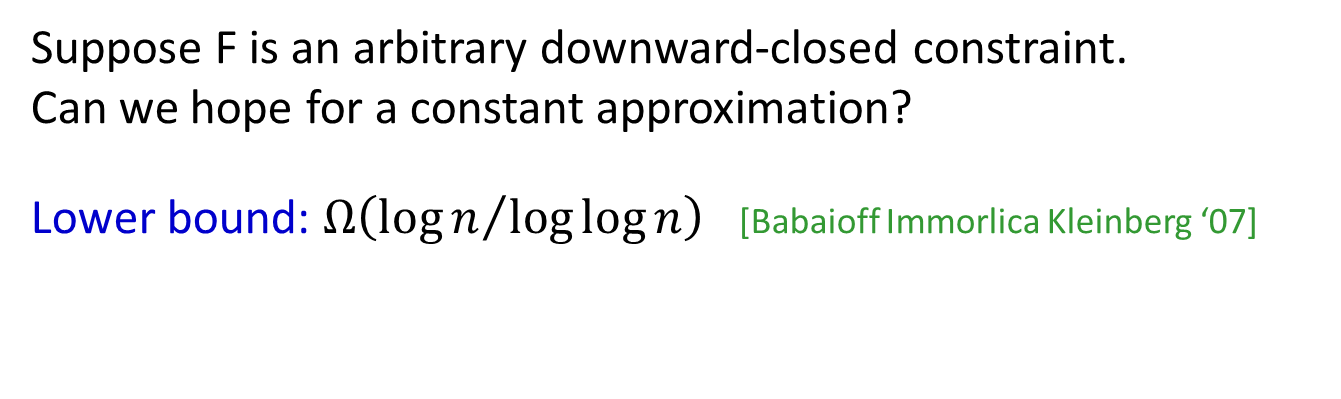 Suppose F is an arbitrary downward-closed constraint.
Can we hope for a constant approximation?
Lower bound: Ω(log n/log log n) [Babaioff Immorlica Kleinberg ‘07]